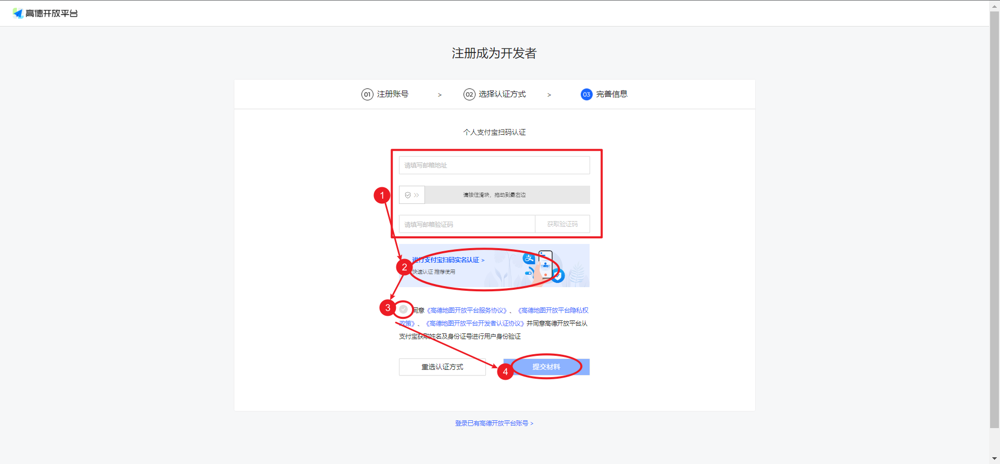 高德开放平台
注册成为开发者
01 注册账号 > 02 选择认证方式 > 03 完善信息
个人支付宝扫码认证
请填写邮箱地址
1
请按住滑块，拖动到最右边
请填写邮箱验证码 获取验证码
进行支付宝扫码实名认证 >
支
2
快速认证 推荐使用
3
同意《高德地图开放平台服务协议》、《高德地图开放平台隐私权
政策》、《高德地图开放平台开发者认证协议》并同意高德开放平台从
支付宝获取姓名及身份证号进行用户身份验证
重选认证方式
4
提交材料
登录已有高德开放平台账号 >